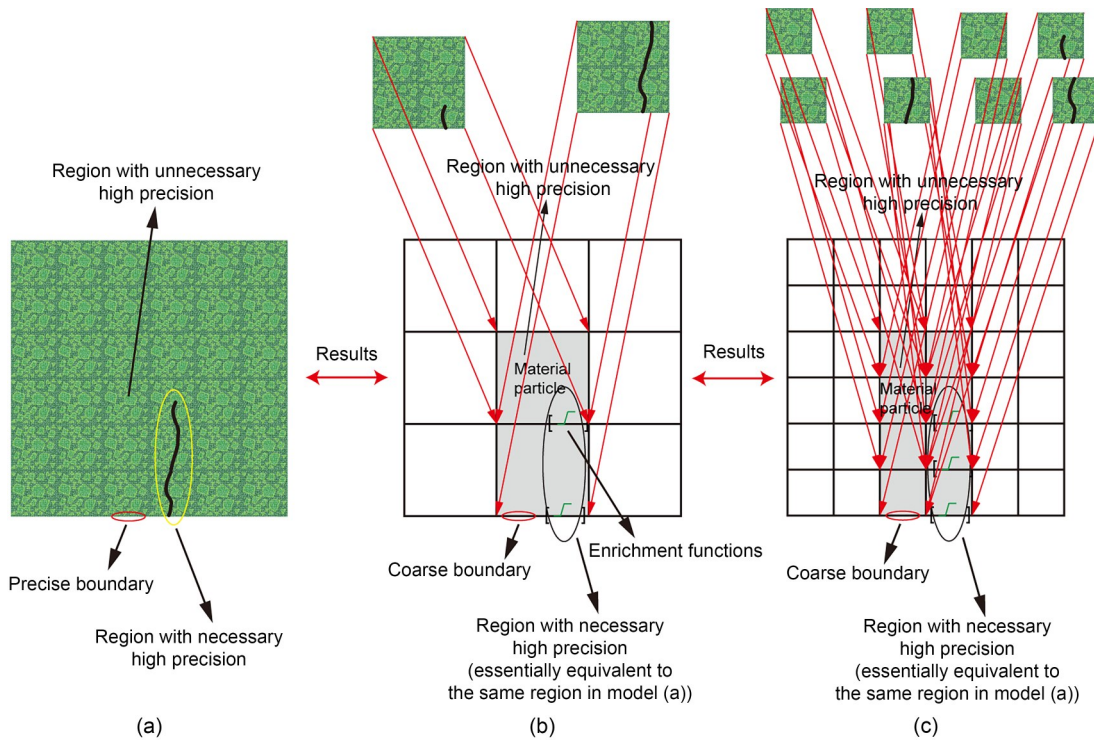 Region with unnecessary
high precision
Precise boundary
Region with necessary
high precision
(a)
Results
Region with unnecessary
high precision
Material
particle
[ ]
[ ]
Enrichment functions
Coarse boundary
Region with necessary
high precision
(essentially equivalent to
the same region in model (a))
(b)
Results
Region with unnecessary
high precision
Material
particle
[ ]
[ ]
[ ]
Coarse boundary
Region with necessary
high precision
(essentially equivalent to
the same region in model (a))
(c)